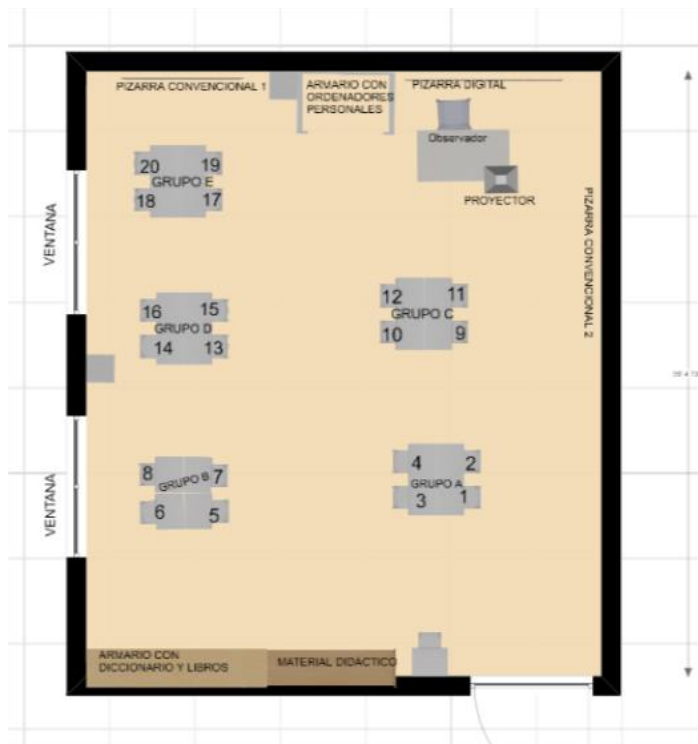 PIZARRA CONVENCIONAL 1
ARMARIO CON
ORDENADORES
PERSONALES
PIZARRA DIGITAL
Observador
PROYECTOR
PIZARRA CONVENCIONAL 2
VENTANA
20 19
GRUPO E
18 17
12 11
GRUPO C
10 9
16 15
GRUPO D
14 13
VENTANA
8 7
GRUPO B
6 5
4 2
GRUPO A
3 1
ARMARIO CON
DICCIONARIO Y LIBROS
MATERIAL DIDACTICO